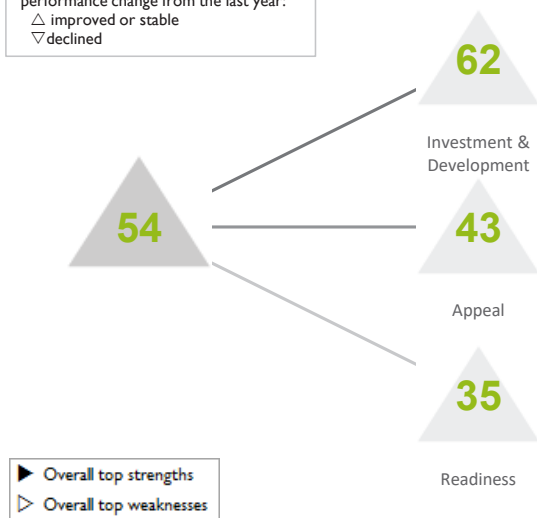 performance change from the last year:
△ improved or stable
▽ declined
62
Investment &
Development
54
43
Appeal
35
Readiness
▶ Overall top strengths
▷ Overall top weaknesses